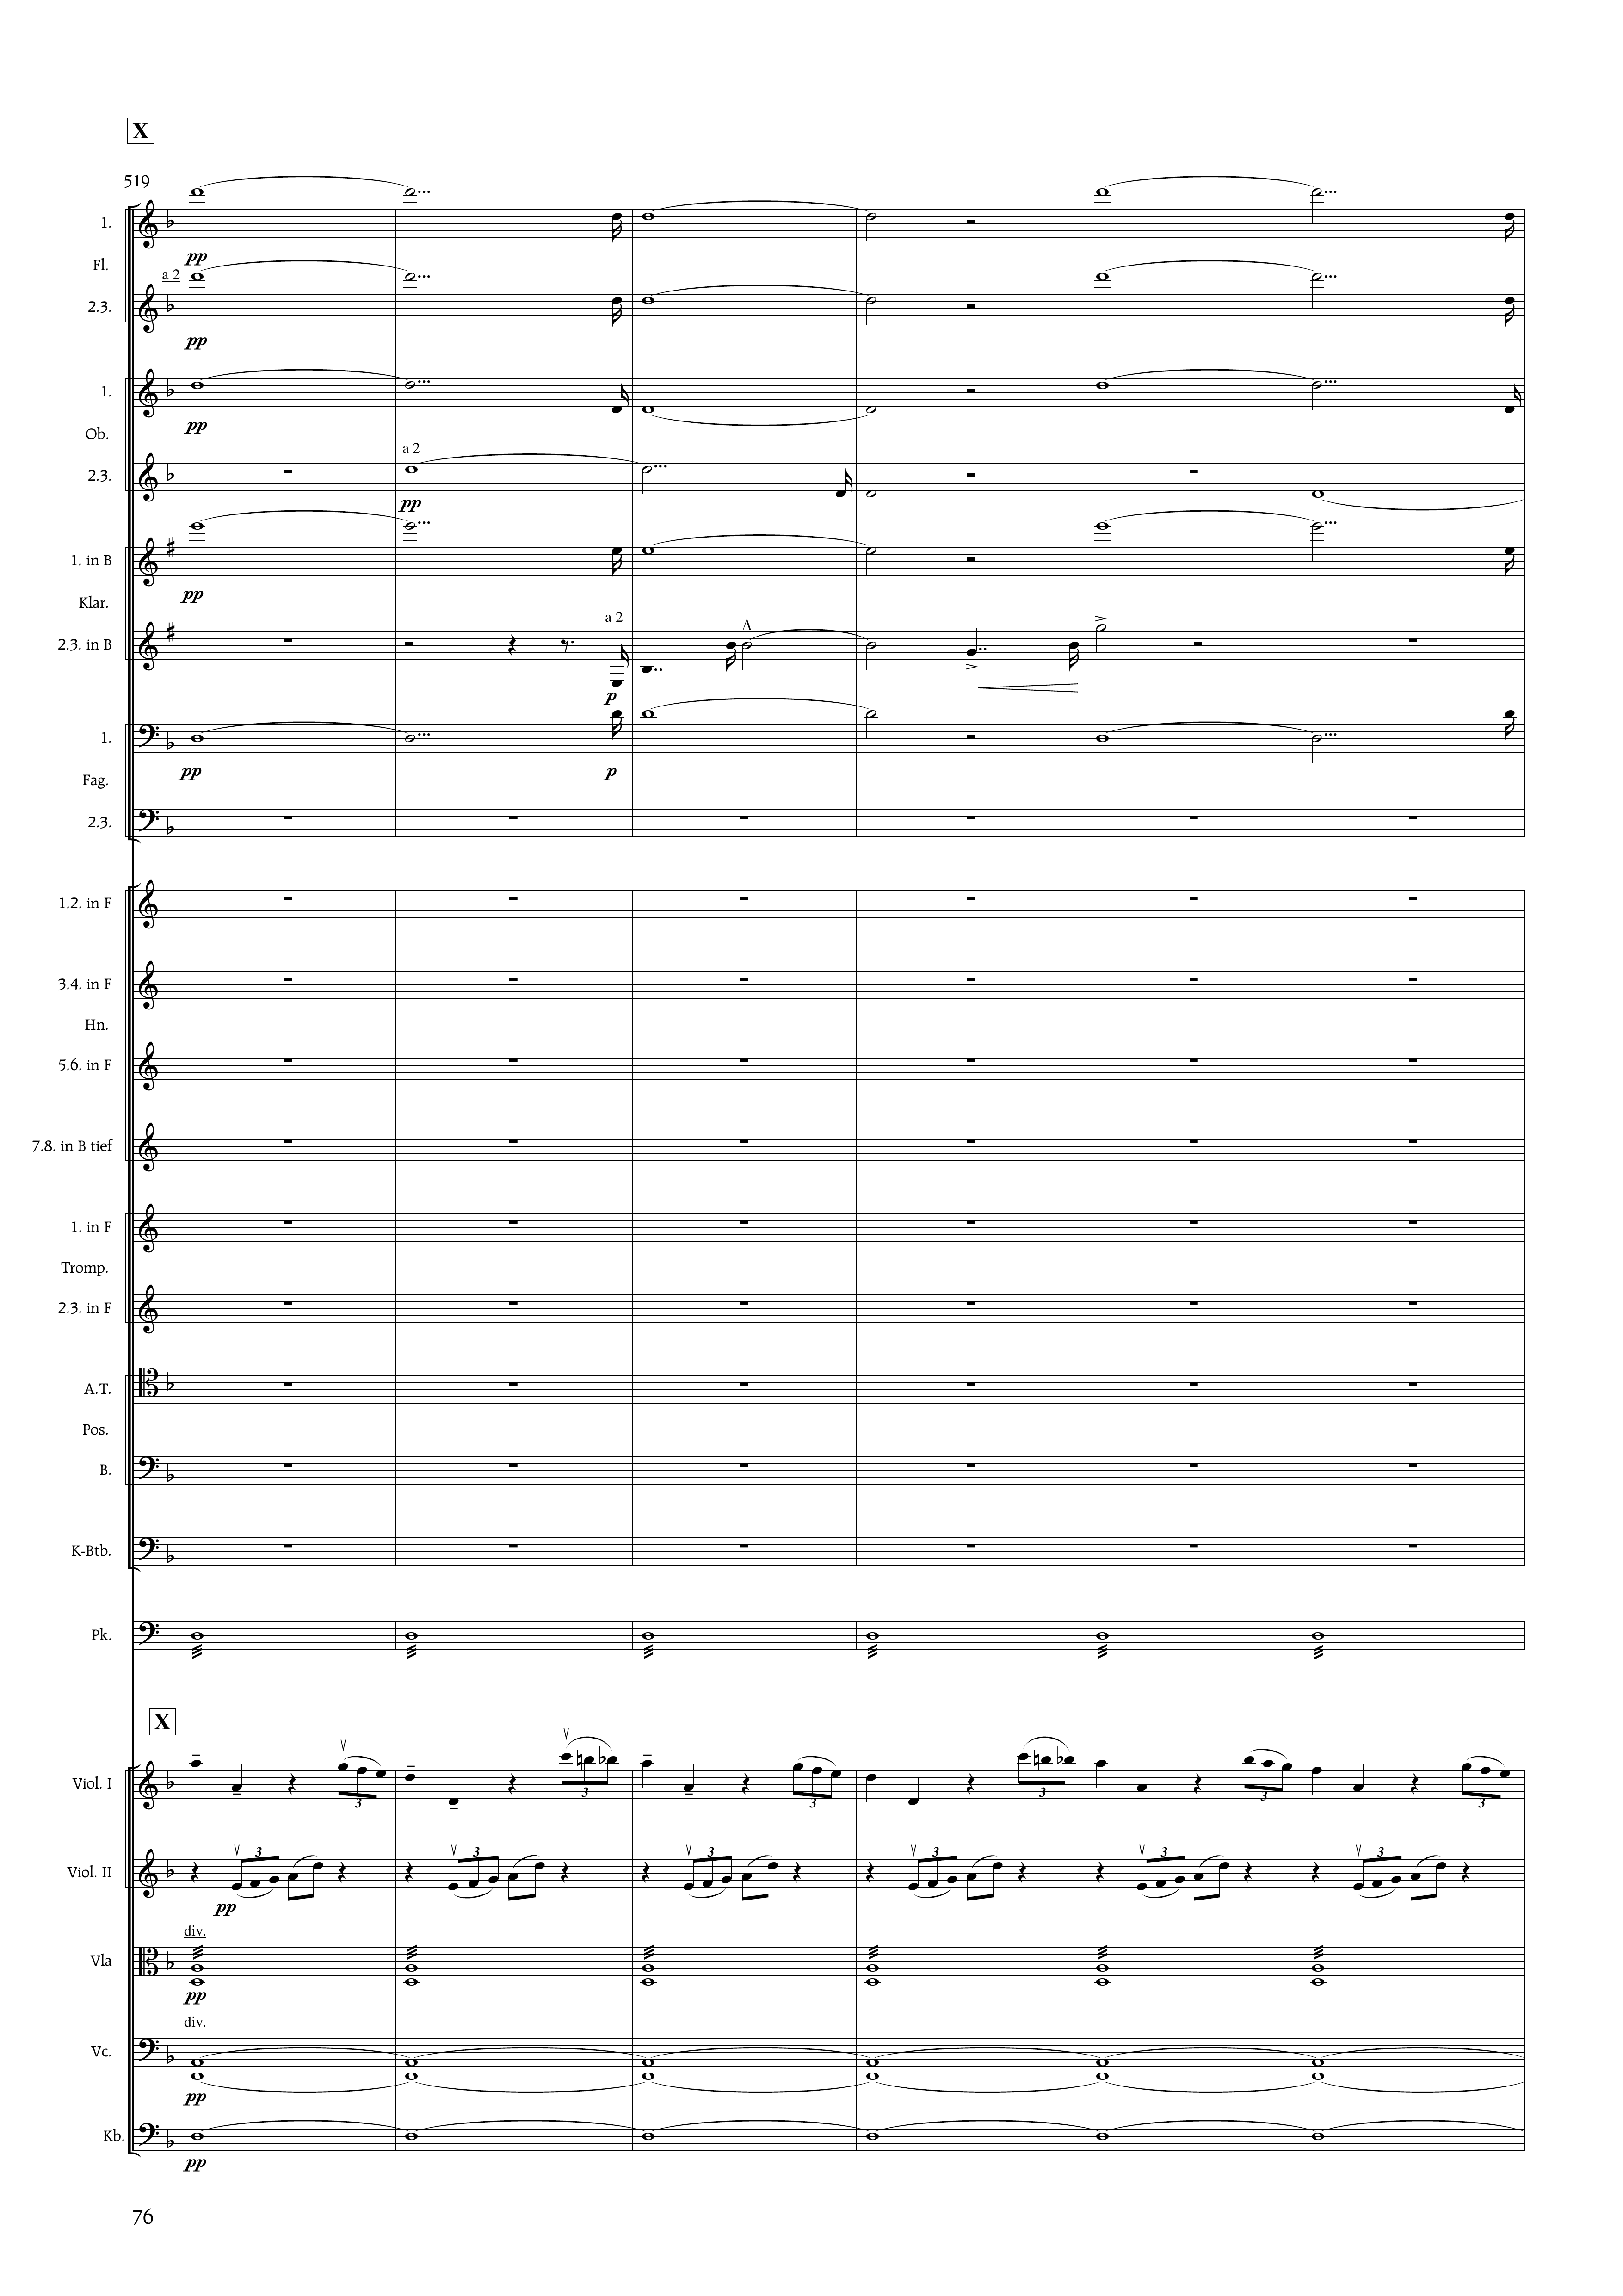 X
519
1.
pp
Fl.
a 2
2.3.
pp
1.
pp
Ob.
a 2
2.3.
pp
1. in B
pp
Klar.
a 2
2.3. in B
p
1.
pp p
Fag.
2.3.
1.2. in F
3.4. in F
Hn.
5.6. in F
7.8. in B tief
1. in F
Tromp.
2.3. in F
A.T.
Pos.
B.
K-Btb.
Pk.
X
Viol. I
3 3 3 3 3 3
3 3 3 3 3 3
Viol. II
pp
div.
Vla
pp
div.
Vc.
pp
Kb.
pp
76